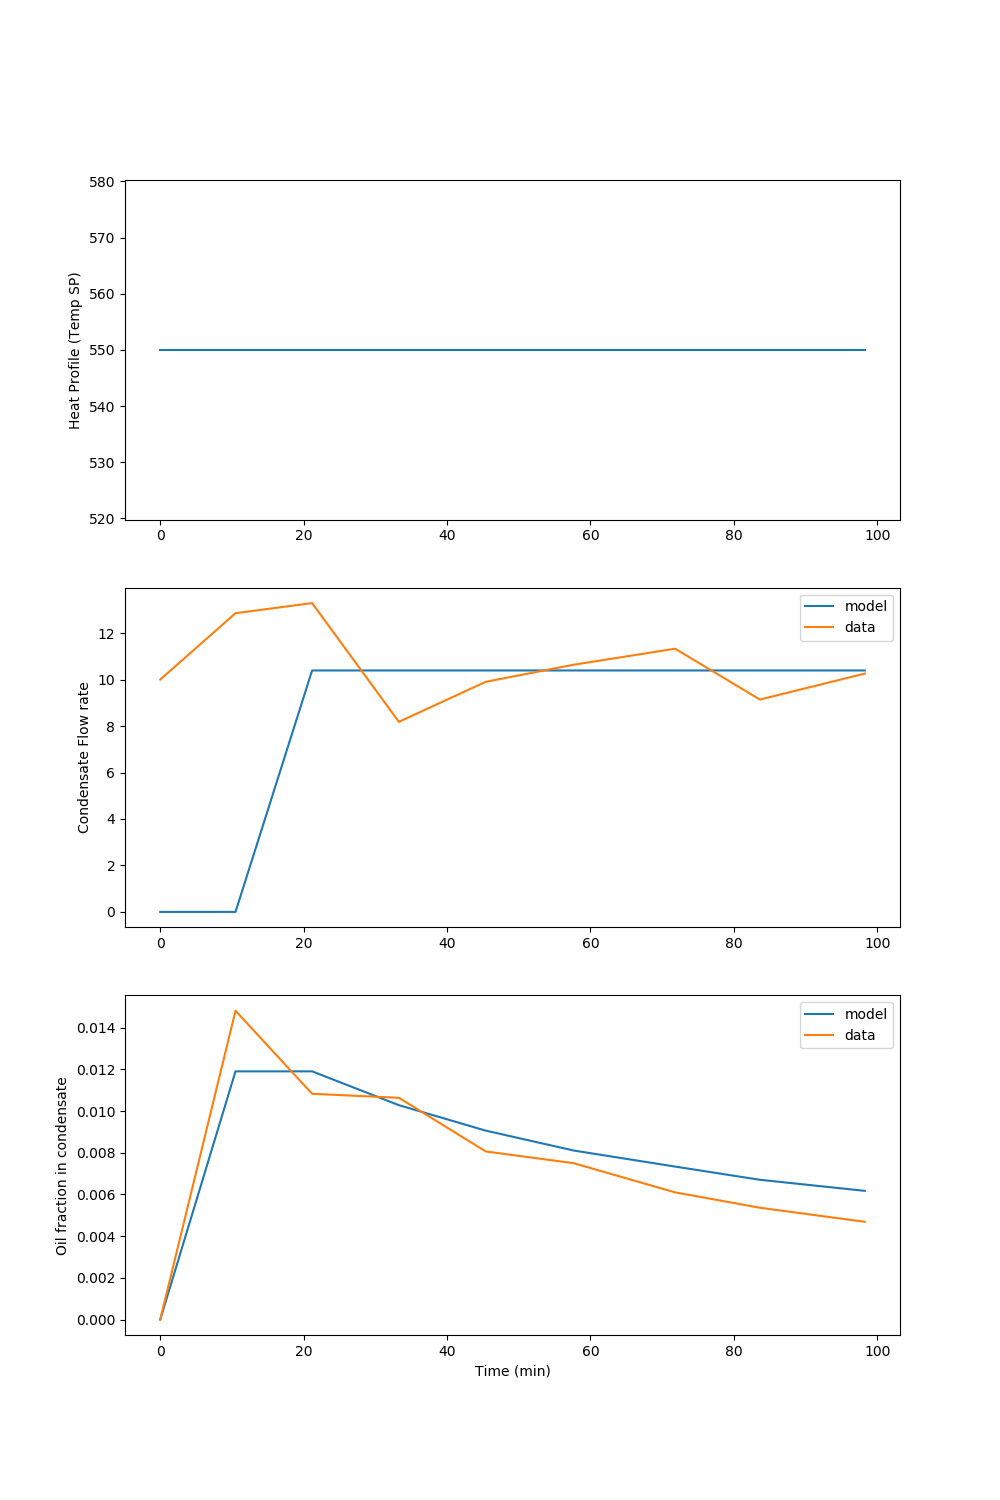 580
570
560
550
540
530
520
Heat Profile (Temp SP)
0 20 40 60 80 100
model
data
12
10
8
6
4
2
0
Condensate Flow rate
0 20 40 60 80 100
model
data
0.014
0.012
0.010
0.008
0.006
0.004
0.002
0.000
Oil fraction in condensate
0 20 40 60 80 100
Time (min)